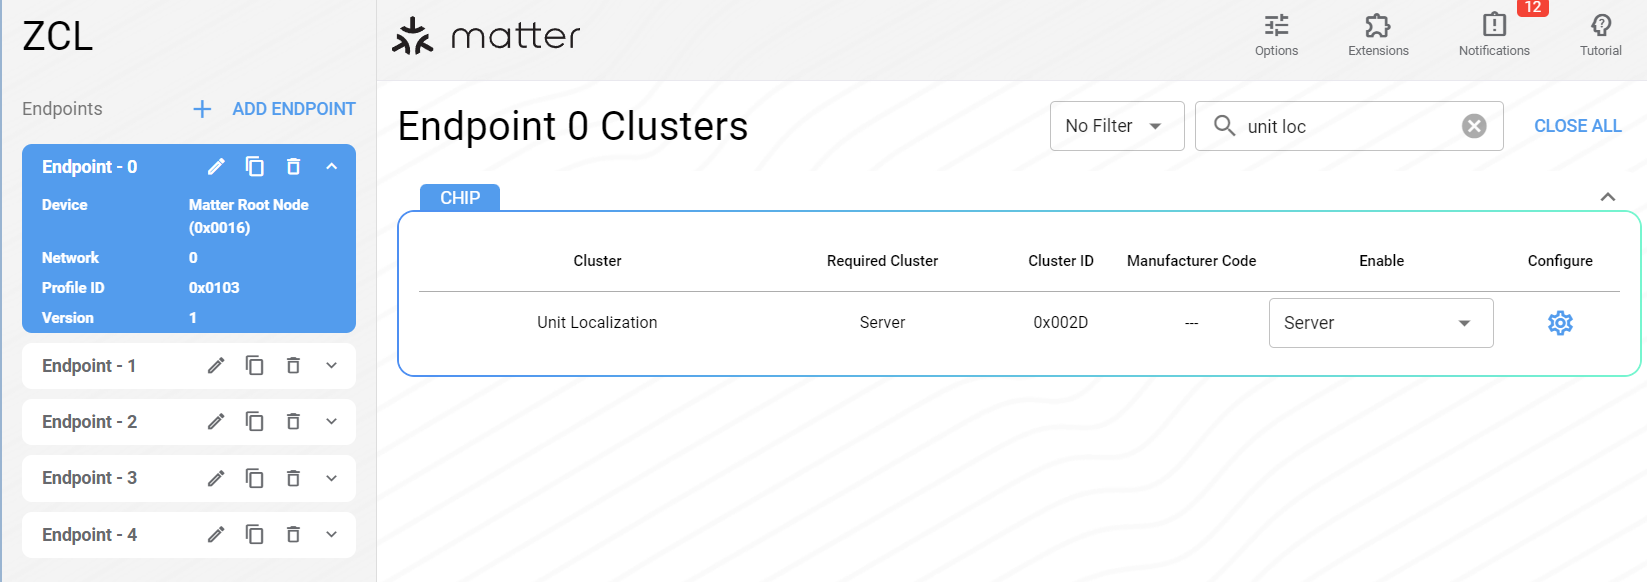 ZCL
matter
Options
Extensions
12
Notifications
Tutorial
Endpoints
ADD ENDPOINT
Endpoint - 0
Device
Matter Root Node
(0x0016)
Network
0
Profile ID
0x0103
Version
1
Endpoint - 1
Endpoint - 2
Endpoint - 3
Endpoint - 4
Endpoint 0 Clusters
No Filter
unit loc
CLOSE ALL
CHIP
Cluster
Required Cluster
Cluster ID
Manufacturer Code
Enable
Configure
Unit Localization
Server
0x002D
---
Server